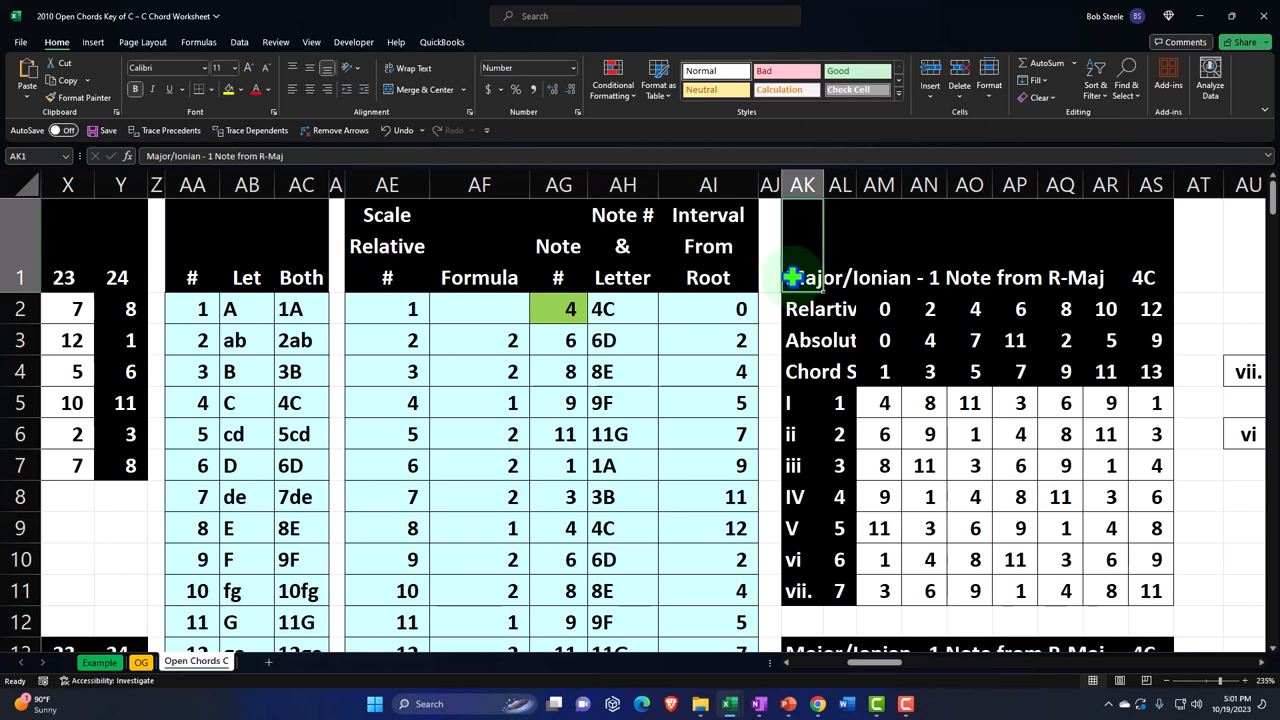 2010 Open Chords Key of C – C Chord Worksheet
Search
Bob Steele BS
File Home Insert Page Layout Formulas Data Review View Developer Automate Help QuickBooks
Comments Share
Paste Cut Copy Format Painter Clipboard
Calibri 11 Font
Wrap Text Merge & Center Alignment
Number Number
Conditional Formatting Format as Table
Normal Bad Good
Neutral Calculation Check Cell
Styles
Insert Delete Format Cells
AutoSum Fill Clear Sort & Filter Find & Select Editing
Add-ins Add-ins
Analyze Data
AutoSave Off Save Trace Precedents Trace Dependents Remove Arrows Undo Redo
AK1 fx Major/Ionian - 1 Note from R-Maj
X Y Z AA AB AC A AE AF AG AH AI AJ AK AL AM AN AO AP AQ AR AS AT AU
1 23 24 # Let Both Scale Relative # Formula Note # Note # & Letter Interval From Root Major/Ionian - 1 Note from R-Maj 4C
2 7 8 1 A 1A 1 4 4C 0 Relartiv 0 2 4 6 8 10 12
3 12 1 2 ab 2ab 2 2 6 6D 2 Absolut 0 4 7 11 2 5 9
4 5 6 3 B 3B 3 2 8 8E 4 Chord S 1 3 5 7 9 11 13 vii.
5 10 11 4 C 4C 4 1 9 9F 5 I 1 4 8 11 3 6 9 1
6 2 3 5 cd 5cd 5 2 11 11G 7 ii 2 6 9 1 4 8 11 3 vi
7 7 8 6 D 6D 6 2 1 1A 9 iii 3 8 11 3 6 9 1 4
8 7 de 7de 7 2 3 3B 11 IV 4 9 1 4 8 11 3 6
9 8 E 8E 8 1 4 4C 12 V 5 11 3 6 9 1 4 8
10 9 F 9F 9 2 6 6D 2 vi 6 1 4 8 11 3 6 9
11 10 fg 10fg 10 2 8 8E 4 vii. 7 3 6 9 1 4 8 11
12 11 G 11G 11 1 9 9F 5
Example OG Open Chords C
Ready Accessibility: Investigate 235%
90°F Sunny
Search
5:01 PM
10/19/2023